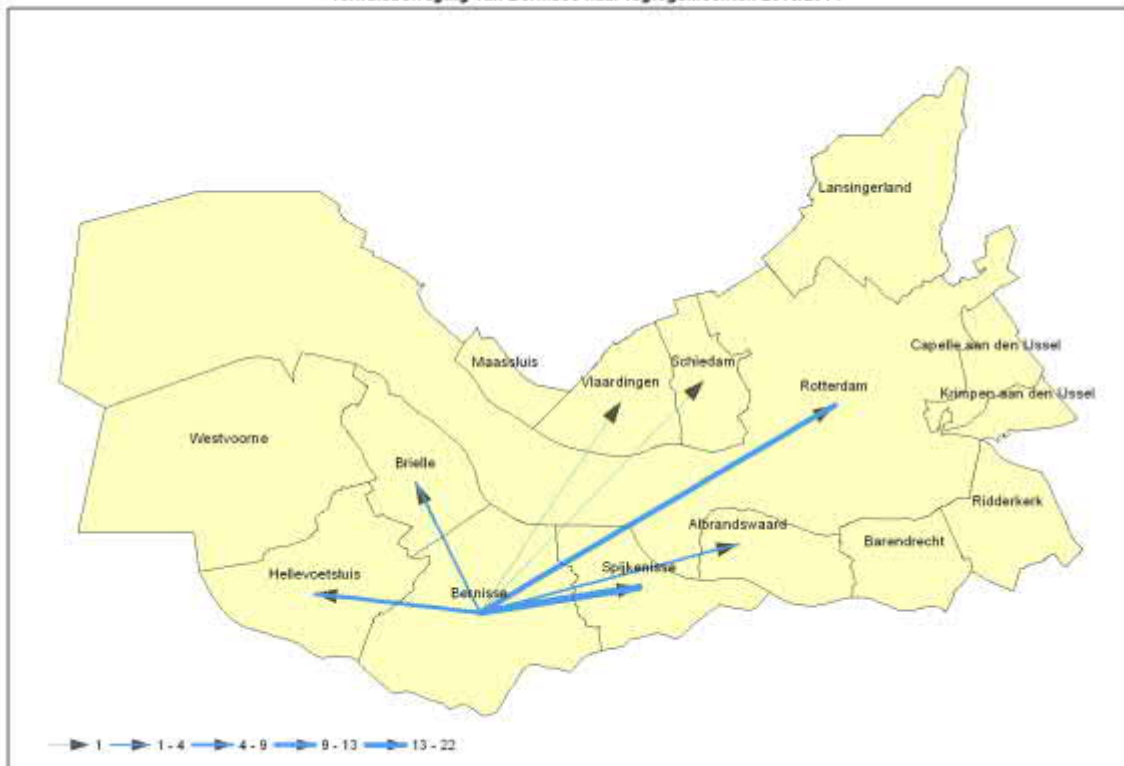 Lansingerland
Capelle aan den IJssel
Maassluis
Schiedam
Vlaardingen
Rotterdam
Krimpen aan den IJssel
Westvoorne
Brielle
Ridderkerk
Albrandswaard
Barendrecht
Hellevoetsluis
Spijkenisse
Bernisse
1 1 - 4 4 - 9 9 - 13 13 - 22